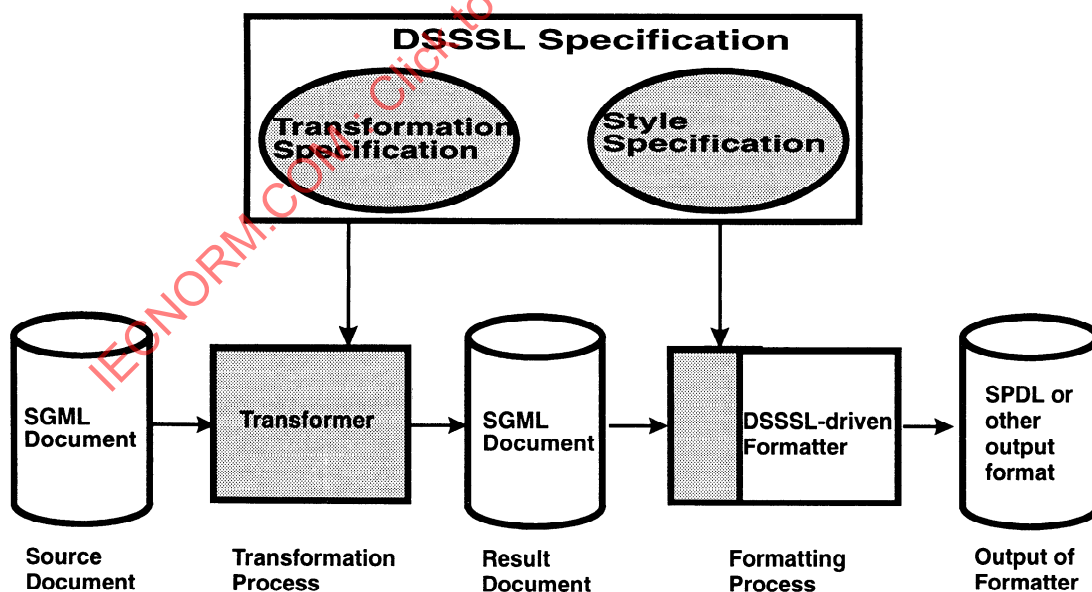 DSSSL Specification
Transformation
Specification
Style
Specification
IECNORM.COM: Click to
SGML
Document
Transformer
SGML
Document
DSSSL-driven
Formatter
SPDL or
other
output
format
Source
Document
Transformation
Process
Result
Document
Formatting
Process
Output of
Formatter